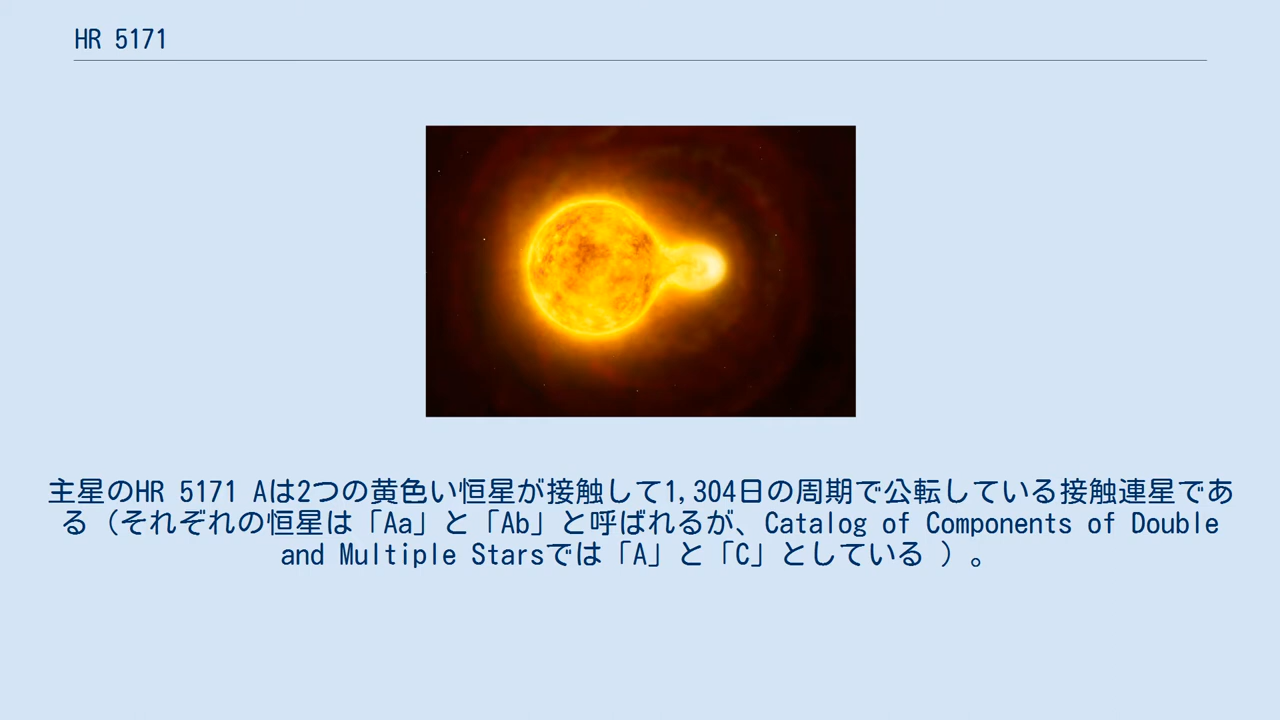 HR 5171
主星のHR 5171 Aは2つの黄色い恒星が接触して1,304日の周期で公転している接触連星であ
る（それぞれの恒星は「Aa」と「Ab」と呼ばれるが、Catalog of Components of Double
and Multiple Starsでは「A」と「C」としている ）。